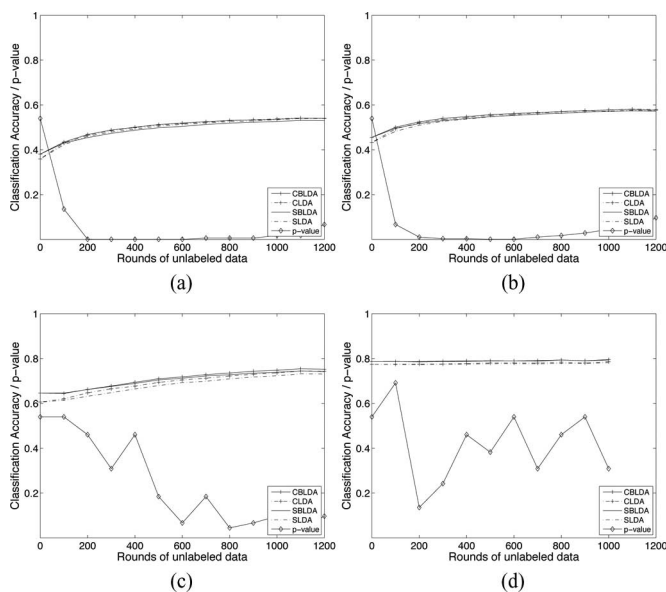 Classification Accuracy / p-value
1
0.8
0.6
0.4
0.2
0 200 400 600 800 1000 1200
Rounds of unlabeled data
CBLDA
CLDA
SBLDA
SLDA
p-value
(a)
Classification Accuracy / p-value
1
0.8
0.6
0.4
0.2
0 200 400 600 800 1000 1200
Rounds of unlabeled data
CBLDA
CLDA
SBLDA
SLDA
p-value
(b)
Classification Accuracy / p-value
1
0.8
0.6
0.4
0.2
0 200 400 600 800 1000 1200
Rounds of unlabeled data
CBLDA
CLDA
SBLDA
SLDA
p-value
(c)
Classification Accuracy / p-value
1
0.8
0.6
0.4
0.2
0 200 400 600 800 1000 1200
Rounds of unlabeled data
CBLDA
CLDA
SBLDA
SLDA
p-value
(d)